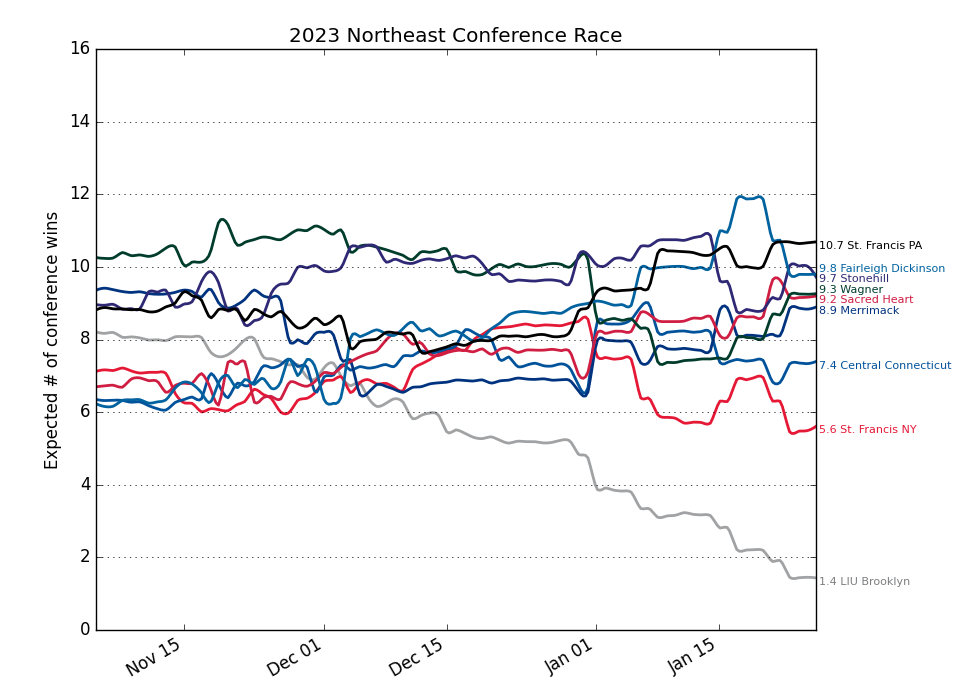 2023 Northeast Conference Race
Expected # of conference wins
16
14
12
10
8
6
4
2
0
10.7 St. Francis PA
9.8 Fairleigh Dickinson
9.7 Stonehill
9.3 Wagner
9.2 Sacred Heart
8.9 Merrimack
7.4 Central Connecticut
5.6 St. Francis NY
1.4 LIU Brooklyn
Nov 15
Dec 01
Dec 15
Jan 01
Jan 15